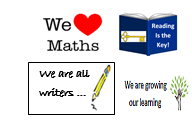 We
Maths
Reading
Is the
Key!
We are all
writers ...
We are growing
our learning